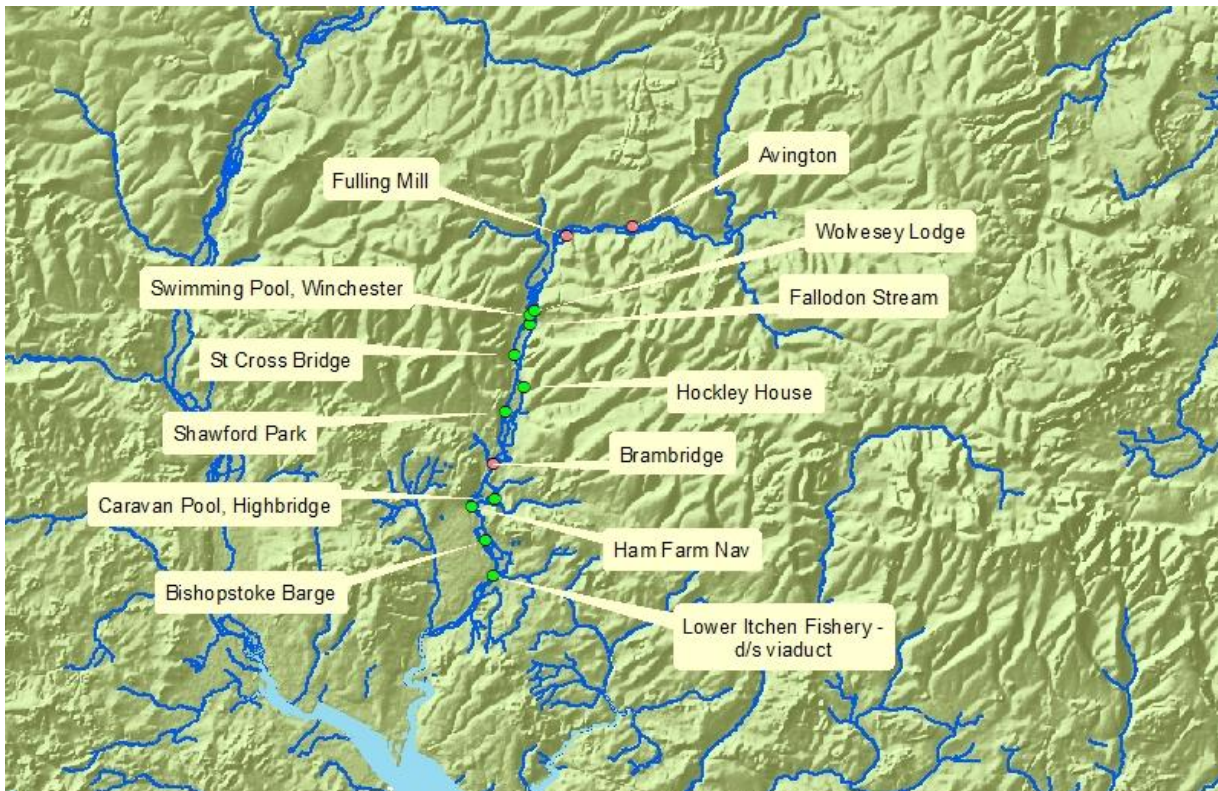 Avington
Fulling Mill
Wolvesey Lodge
Swimming Pool, Winchester
Fallodon Stream
St Cross Bridge
Hockley House
Shawford Park
Brambridge
Caravan Pool, Highbridge
Ham Farm Nav
Bishopstoke Barge
Lower Itchen Fishery -
d/s viaduct